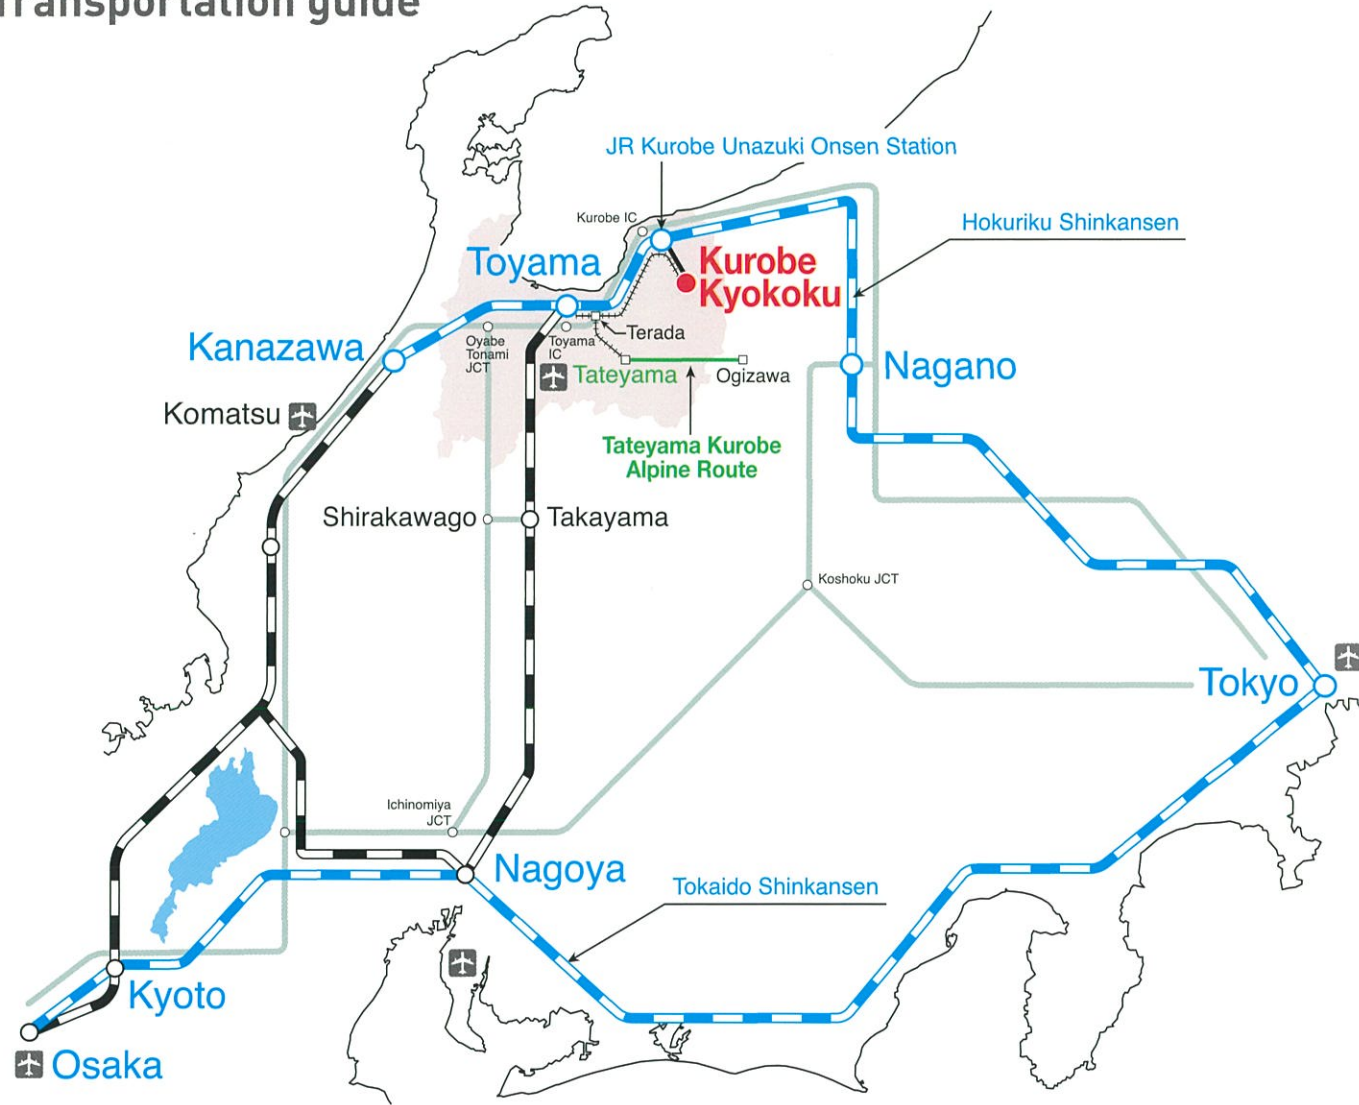 Transportation guide
JR Kurobe Unazuki Onsen Station
Kurobe IC
Hokuriku Shinkansen
Toyama
Kurobe
Kyokoku
Kanazawa
Oyabe
Tonami
JCT
Toyama
IC
Terada
Tateyama
Ogizawa
Nagano
Komatsu
Tateyama Kurobe
Alpine Route
Shirakawago
Takayama
Koshoku JCT
Tokyo
Ichinomiya
JCT
Nagoya
Tokaido Shinkansen
Kyoto
Osaka